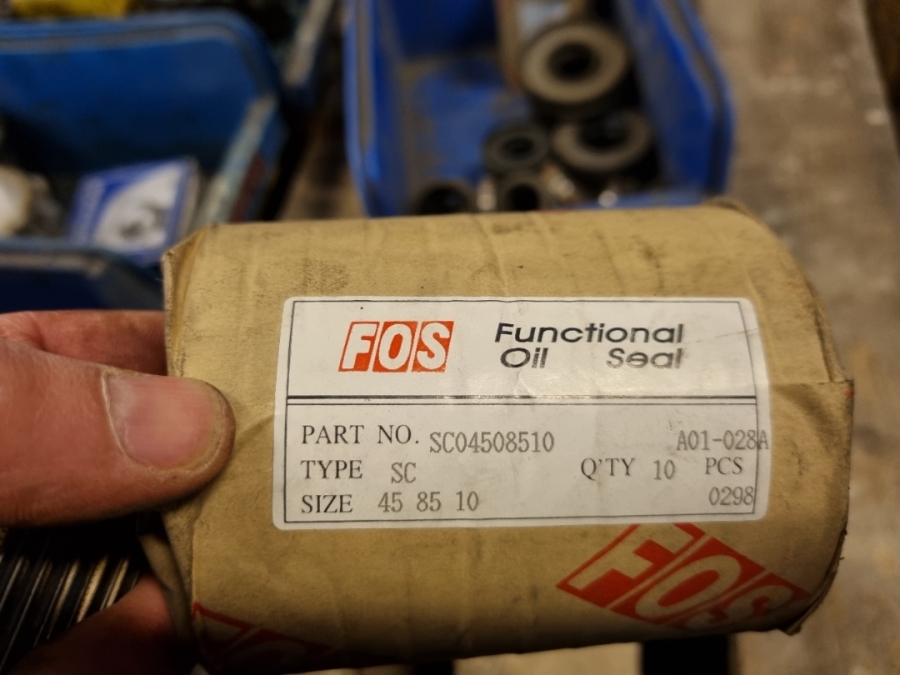 FOS Functional
Oil Seal
PART NO. SC04508510 A01-028A
TYPE SC Q'TY 10 PCS
SIZE 45 85 10 0298
FOS